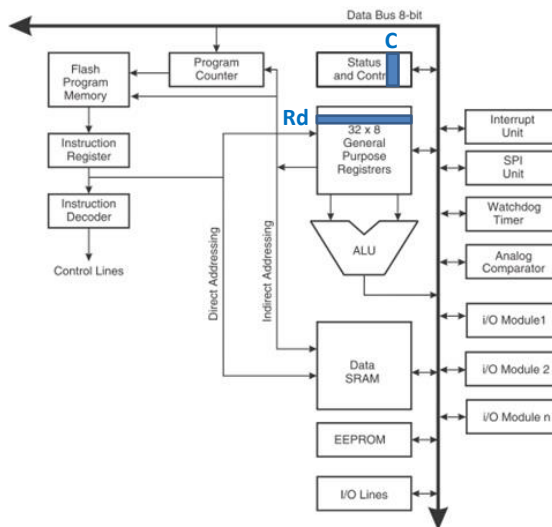 Data Bus 8-bit
Flash
Program
Memory
Program
Counter
C
Status
and Contr
Rd
32 x 8
General
Purpose
Registrers
Instruction
Register
Instruction
Decoder
Control Lines
Direct Addressing
Indirect Addressing
ALU
Data
SRAM
EEPROM
I/O Lines
Interrupt
Unit
SPI
Unit
Watchdog
Timer
Analog
Comparator
i/O Module1
i/O Module 2
i/O Module n